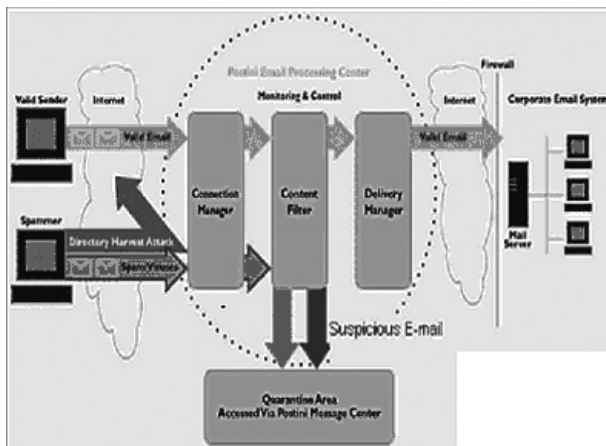 Postini Email Processing Center
Monitoring & Control
Firewall
Valid Sender
Internet
Internet
Corporate Email System
Valid Email
Valid Email
Connection
Manager
Content
Filter
Delivery
Manager
Spammer
Directory Harvest Attack
Spam/Viruses
Mail
Server
Suspicious E-mail
Quarantine Area
Accessed Via Postini Message Center